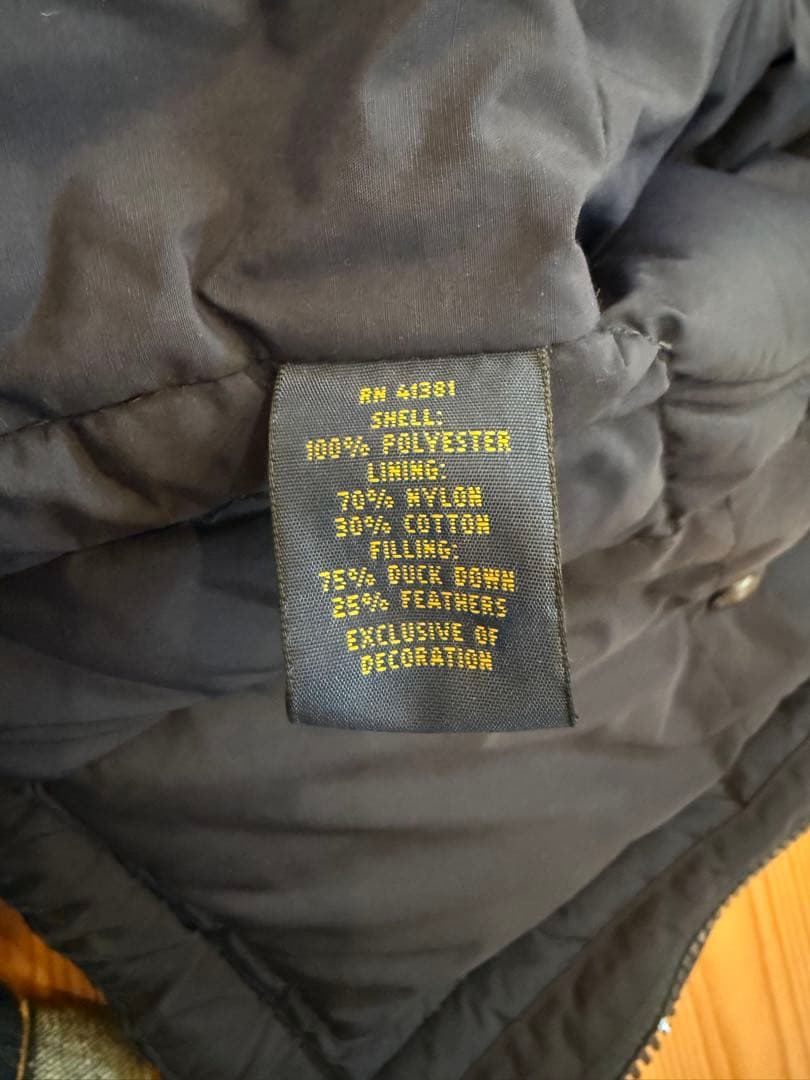 RN 41381
SHELL:
100% POLYESTER
LINING:
70% NYLON
30% COTTON
FILLING:
75% DUCK DOWN
25% FEATHERS
EXCLUSIVE OF
DECORATION